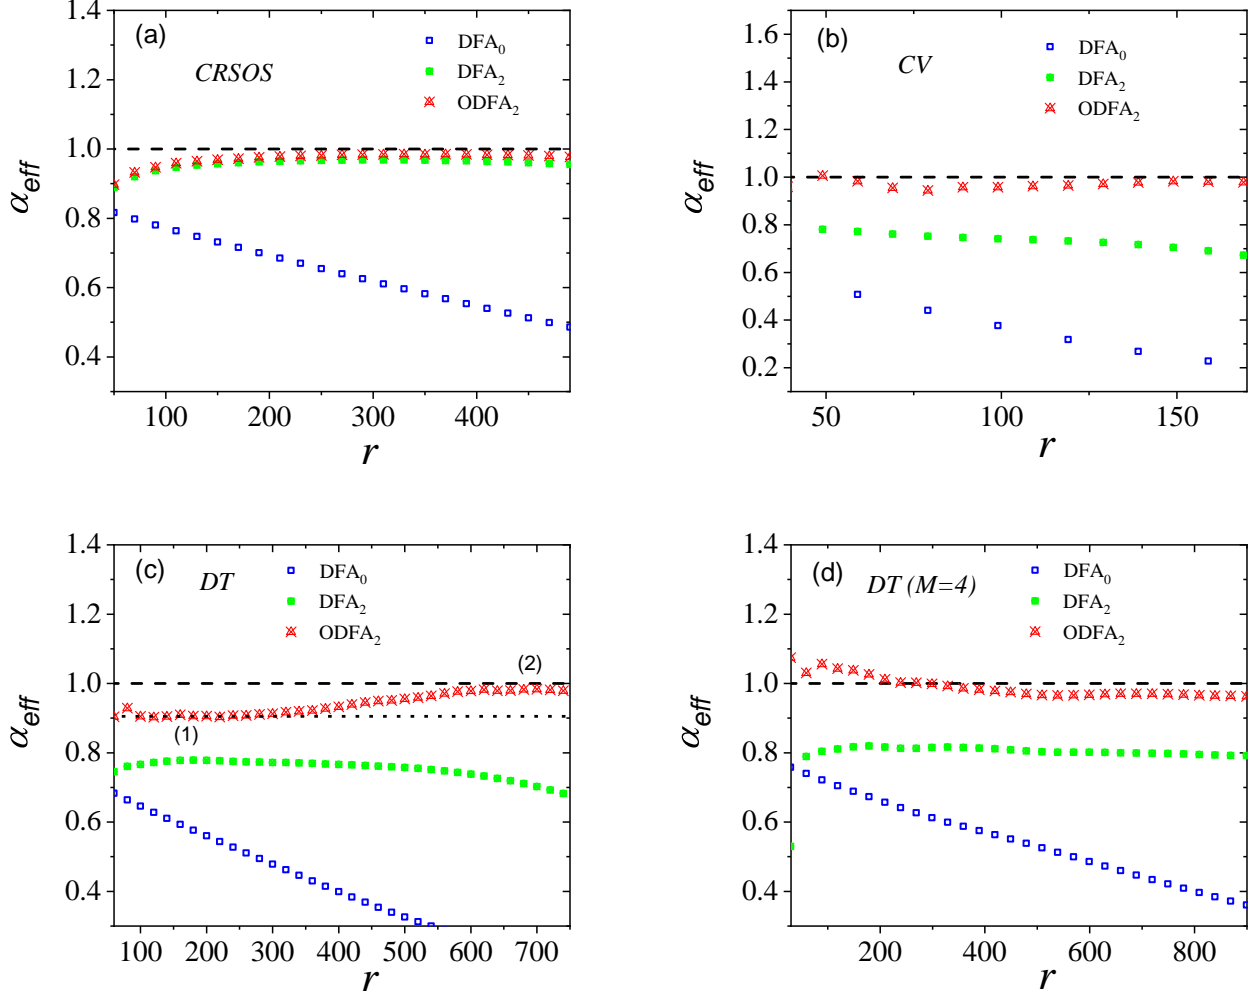 (a)
CRSOS
DFA0
DFA2
ODFA2
1.4
1.2
1.0
0.8
0.6
0.4
αeff
100 200 300 400
r
(b)
CV
DFA0
DFA2
ODFA2
1.6
1.4
1.2
1.0
0.8
0.6
0.4
0.2
αeff
50 100 150
r
(c)
DT
DFA0
DFA2
ODFA2
(2)
(1)
1.4
1.2
1.0
0.8
0.6
0.4
αeff
100 200 300 400 500 600 700
r
(d)
DT (M=4)
DFA0
DFA2
ODFA2
1.4
1.2
1.0
0.8
0.6
0.4
αeff
200 400 600 800
r